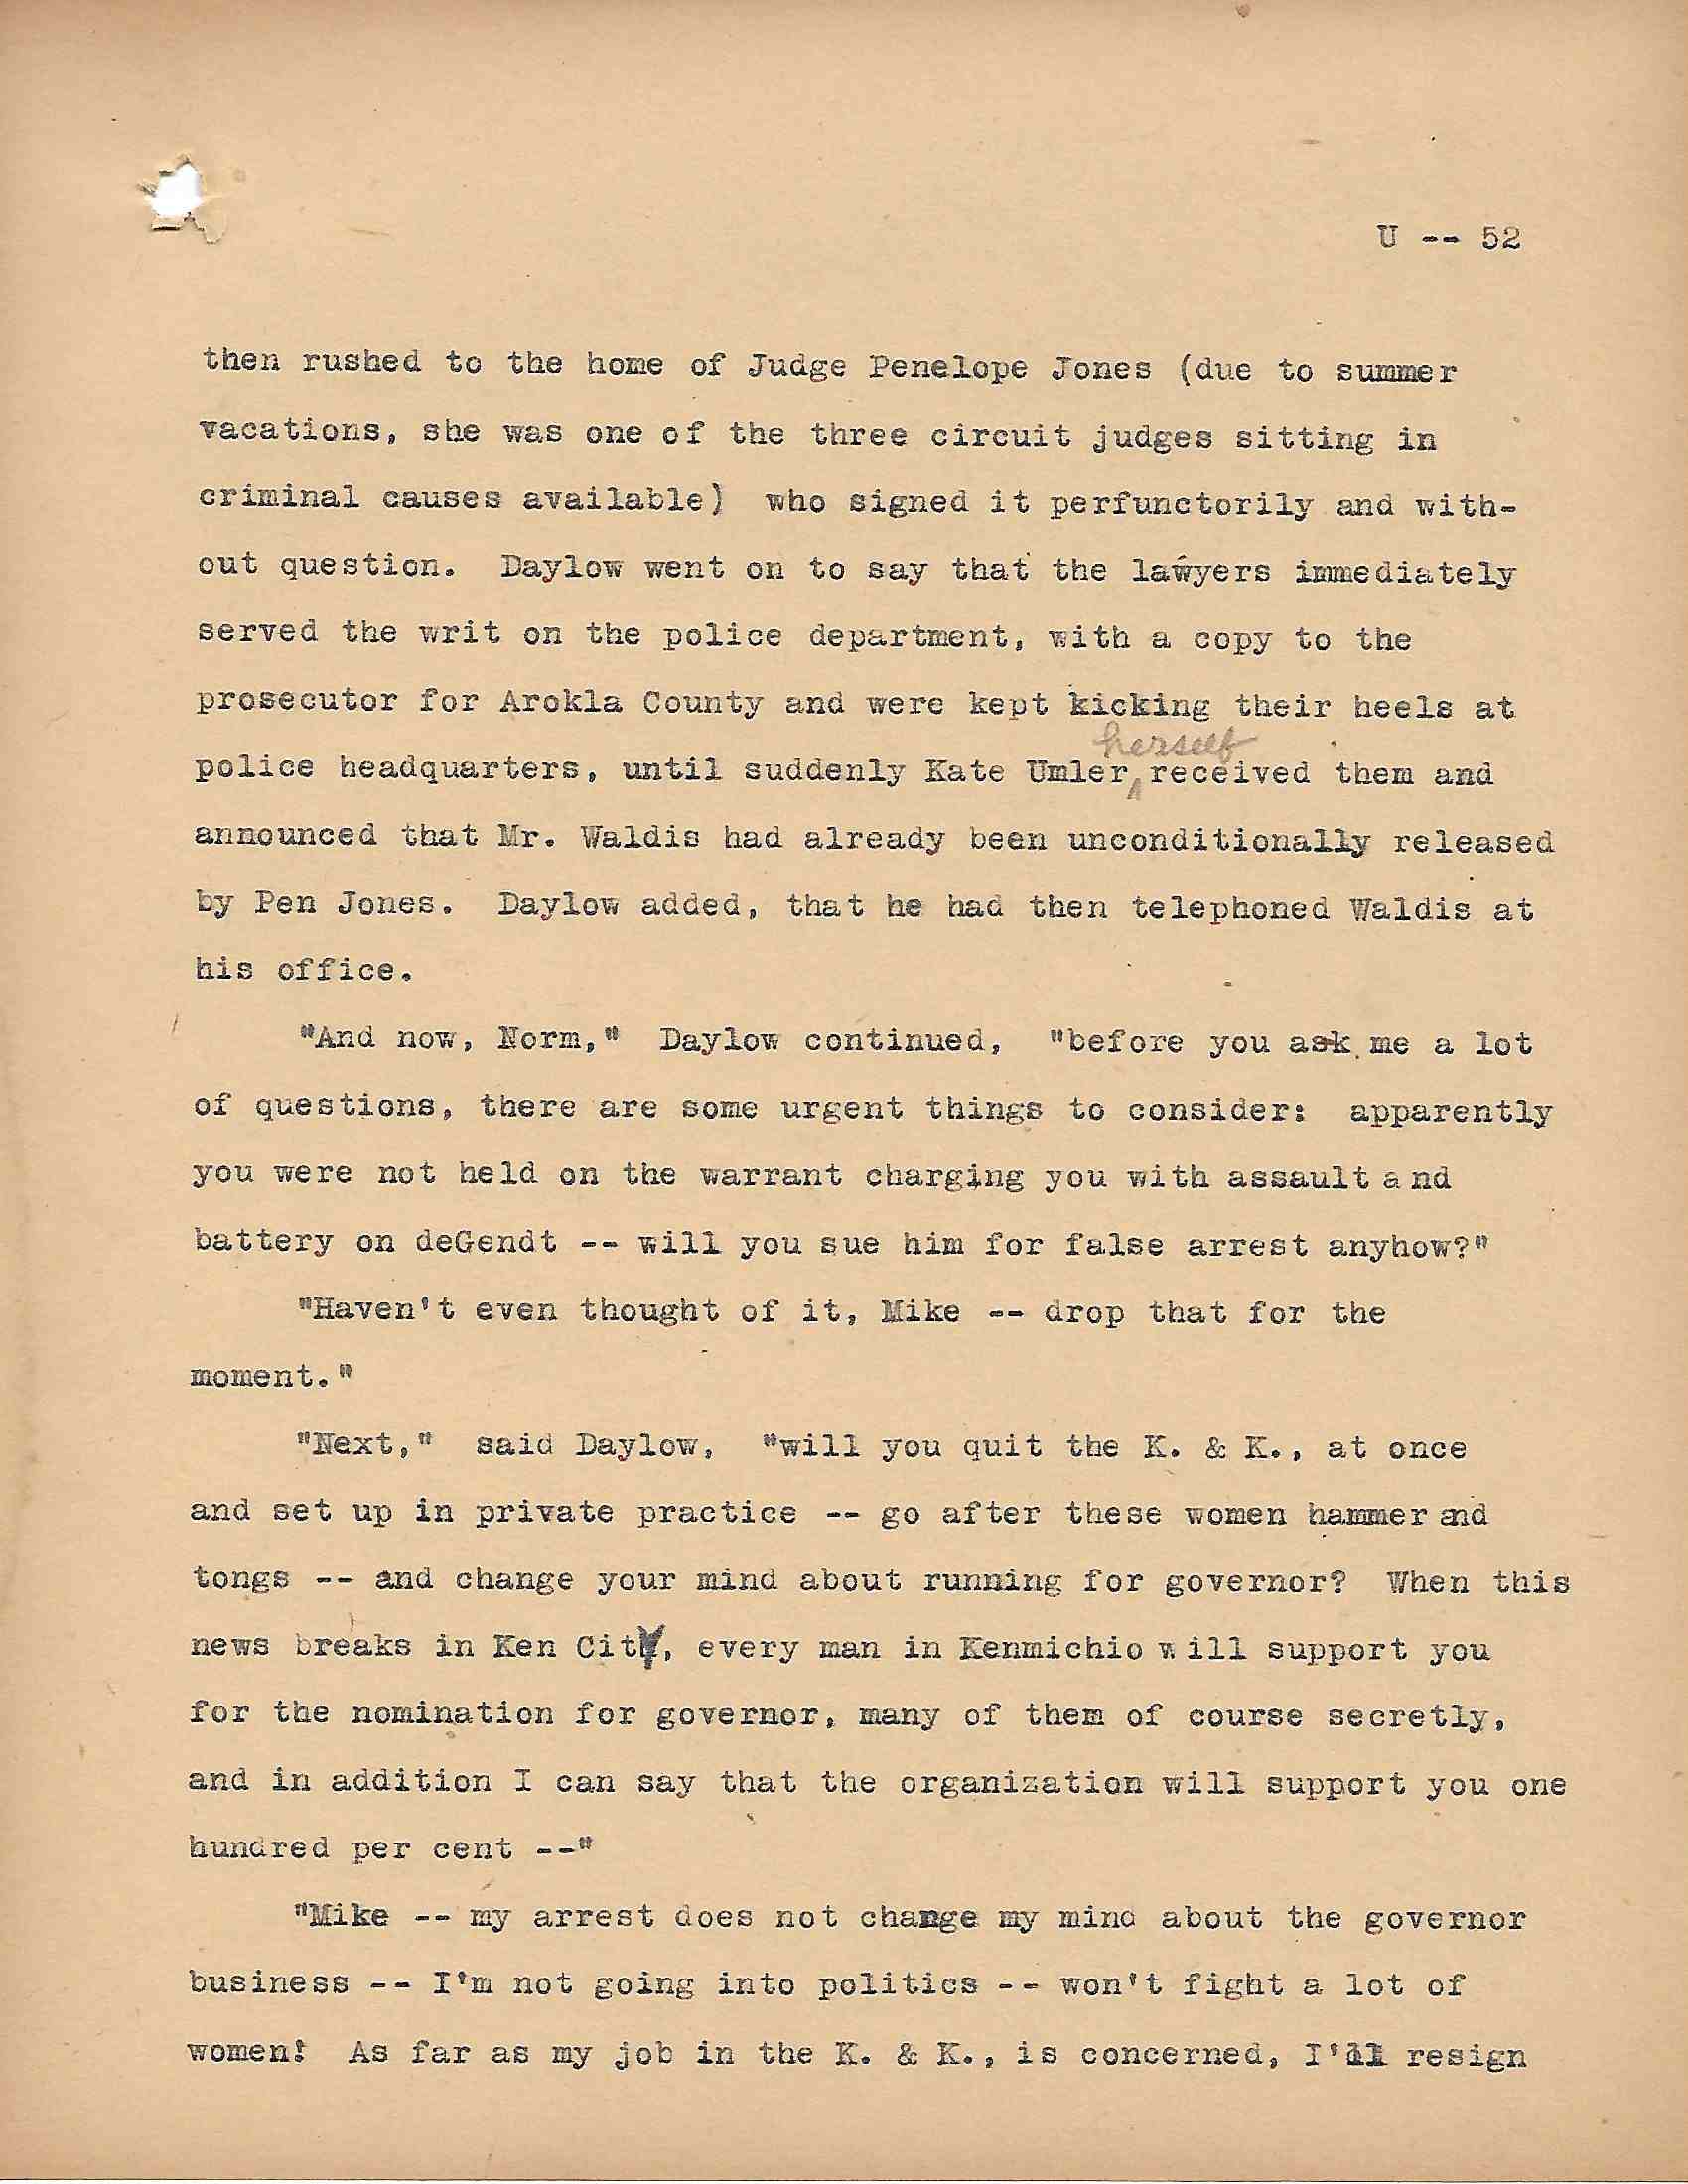 U -- 52
then rushed to the home of Judge Penelope Jones (due to summer
vacations, she was one of the three circuit judges sitting in
criminal causes available)  who signed it perfunctorily and with-
out question.  Daylow went on to say that the lawyers immediately
served the writ on the police department, with a copy to the
prosecutor for Arokla County and were kept kicking their heels at
herself
police headquarters, until suddenly Kate Umler^received them and
announced that Mr. Waldis had already been unconditionally released
by Pen Jones.  Daylow added, that he had then telephoned Waldis at
his office.
"And now, Norm,"  Daylow continued,  "before you ask me a lot
of questions, there are some urgent things to consider:  apparently
you were not held on the warrant charging you with assault and
battery on deGendt -- will you sue him for false arrest anyhow?"
"Haven't even thought of it, Mike -- drop that for the
moment."
"Next,"  said Daylow,  "will you quit the K. & K., at once
and set up in private practice -- go after these women hammer and
tongs -- and change your mind about running for governor?  When this
news breaks in Ken City, every man in Kenmichio will support you
for the nomination for governor, many of them of course secretly,
and in addition I can say that the organization will support you one
hundred per cent --"
"Mike -- my arrest does not change my mind about the governor
business -- I'm not going into politics -- won't fight a lot of
women!  As far as my job in the K. & K., is concerned, I'll resign